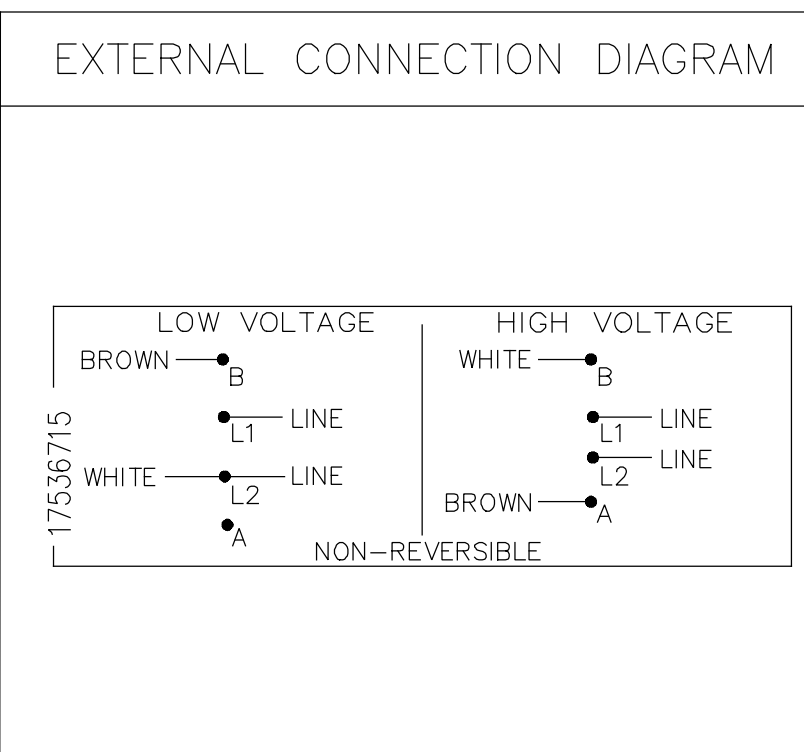 EXTERNAL CONNECTION DIAGRAM
17536715
LOW VOLTAGE
BROWN
B
L1
LINE
WHITE
LINE
L2
A
HIGH VOLTAGE
WHITE
B
LINE
L1
LINE
L2
BROWN
A
NON-REVERSIBLE